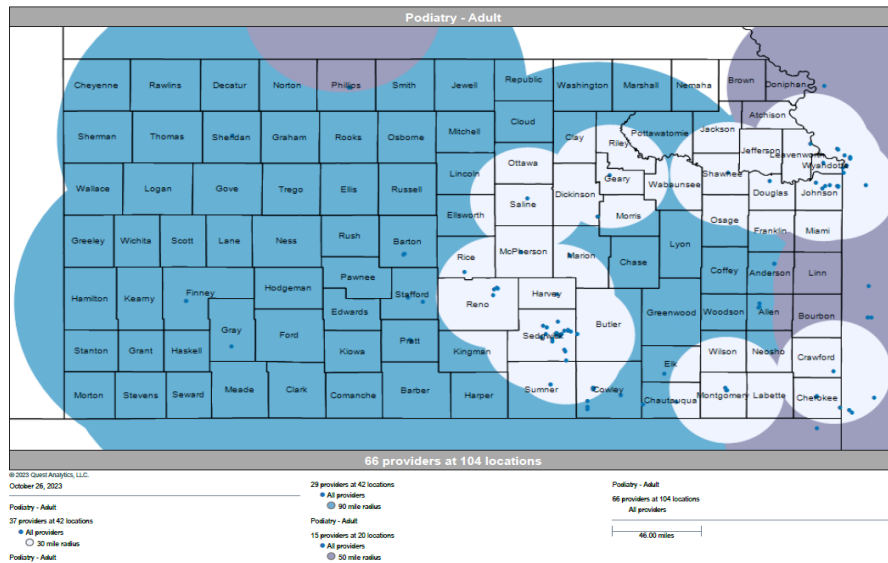 Podiatry - Adult
Cheyenne Rawlins Decatur Norton Phillips Smith Jewell Republic Washington Marshall Nemaha Brown Doniphan
Sherman Thomas Sheridan Graham Rooks Osborne Mitchell Cloud Clay Riley Pottawatomie Jackson Atchison
Jefferson Leavenworth Wyandotte
Wallace Logan Gove Trego Ellis Russell Lincoln Ottawa Geary Wabaunsee Shawnee Douglas Johnson
Ellsworth Saline Dickinson Morris Osage Franklin Miami
Greeley Wichita Scott Lane Ness Rush Barton Rice McPherson Marion Chase Lyon Coffey Anderson Linn
Hamilton Kearny Finney Hodgeman Pawnee Stafford Reno Harvey
Gray Ford Edwards Butler Greenwood Woodson Allen Bourbon
Stanton Grant Haskell Kiowa Pratt Kingman Sedgwick Elk Wilson Neosho Crawford
Morton Stevens Seward Meade Clark Comanche Barber Harper Sumner Cowley Chautauqua Montgomery Labette Cherokee
66 providers at 104 locations
© 2023 Quest Analytics, LLC.
October 26, 2023
Podiatry - Adult
37 providers at 42 locations
All providers
30 mile radius
Podiatry - Adult
29 providers at 42 locations
All providers
90 mile radius
Podiatry - Adult
15 providers at 20 locations
All providers
50 mile radius
Podiatry - Adult
66 providers at 104 locations
All providers
46.00 miles